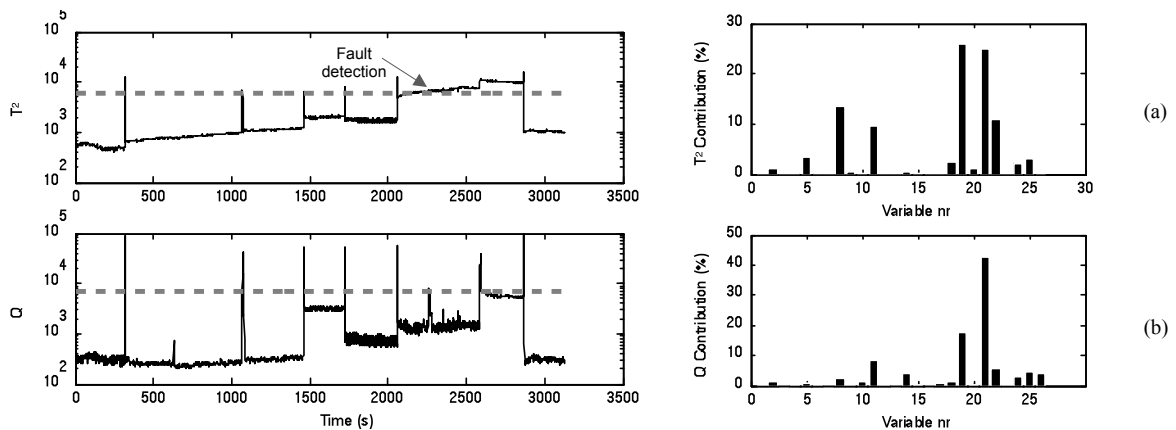 10^5
10^4
10^3
10^2
T^2
Fault
detection
0 500 1000 1500 2000 2500 3000 3500
30
20
10
0
T^2 Contribution (%)
0 5 10 15 20 25 30
Variable nr
(a)
10^5
10^4
10^3
10^2
Q
0 500 1000 1500 2000 2500 3000 3500
Time (s)
50
40
30
20
10
0
Q Contribution (%)
0 5 10 15 20 25
Variable nr
(b)